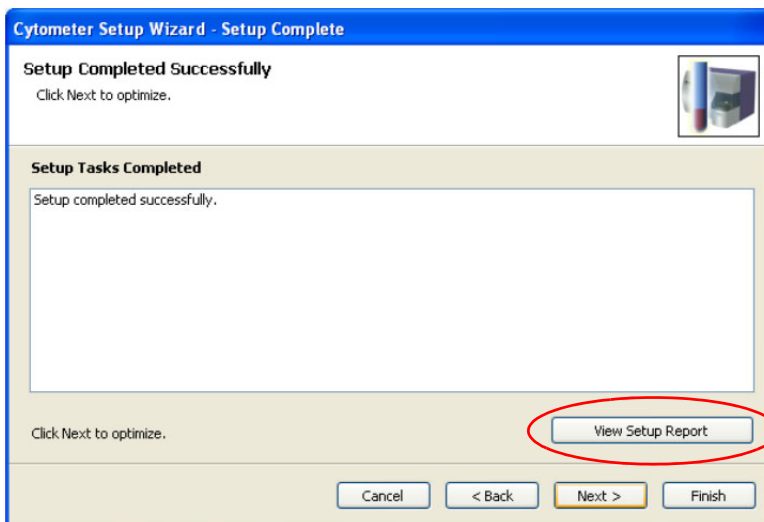 Cytometer Setup Wizard - Setup Complete
Setup Completed Successfully
Click Next to optimize.
Setup Tasks Completed
Setup completed successfully.
Click Next to optimize.
View Setup Report
Cancel
< Back
Next >
Finish